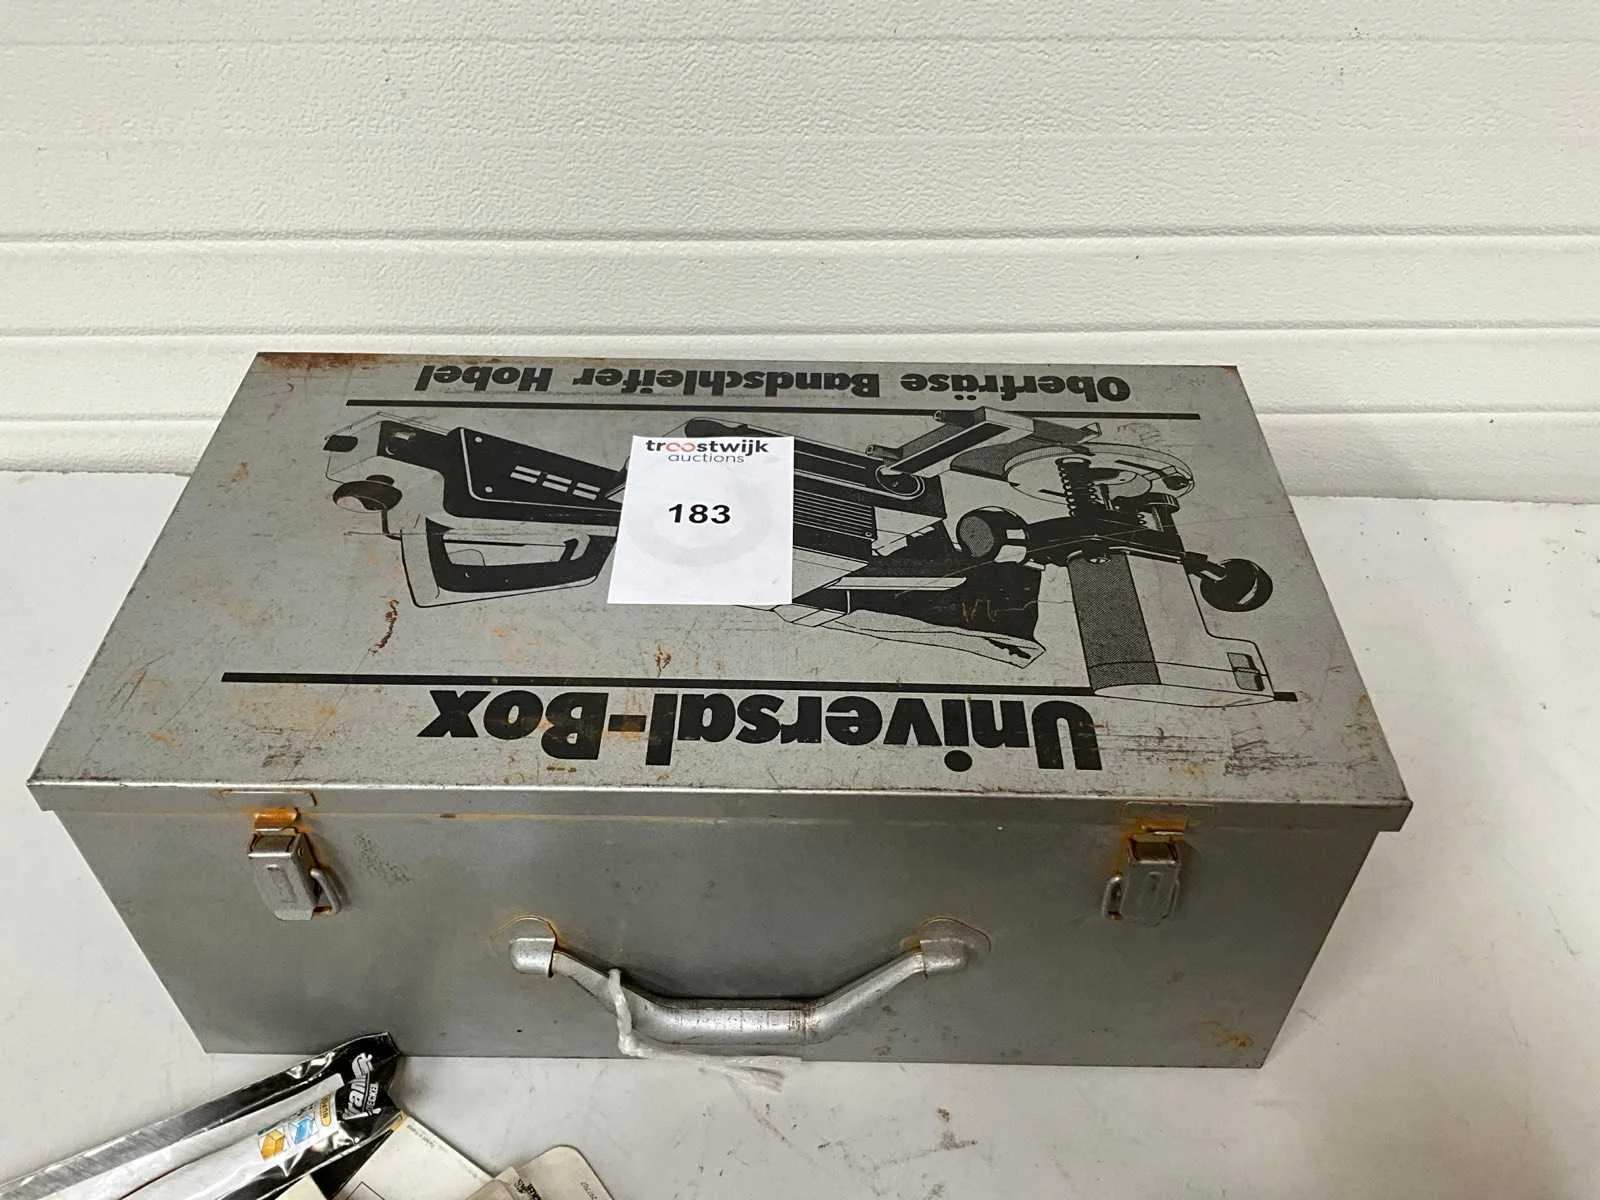 Oberfräse Bandschleifer Hobel
troostwijk
auctions
183
Universal-Box